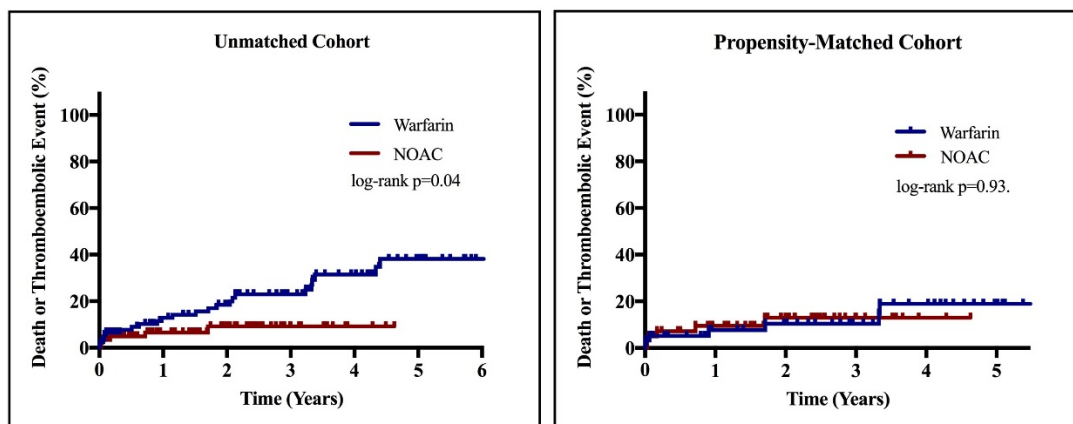 Unmatched Cohort
Death or Thromboembolic Event (%)
100
80
60
40
20
0
Warfarin
NOAC
log-rank p=0.04
0 1 2 3 4 5 6
Time (Years)
Propensity-Matched Cohort
Death or Thromboembolic Event (%)
100
80
60
40
20
0
Warfarin
NOAC
log-rank p=0.93.
0 1 2 3 4 5
Time (Years)